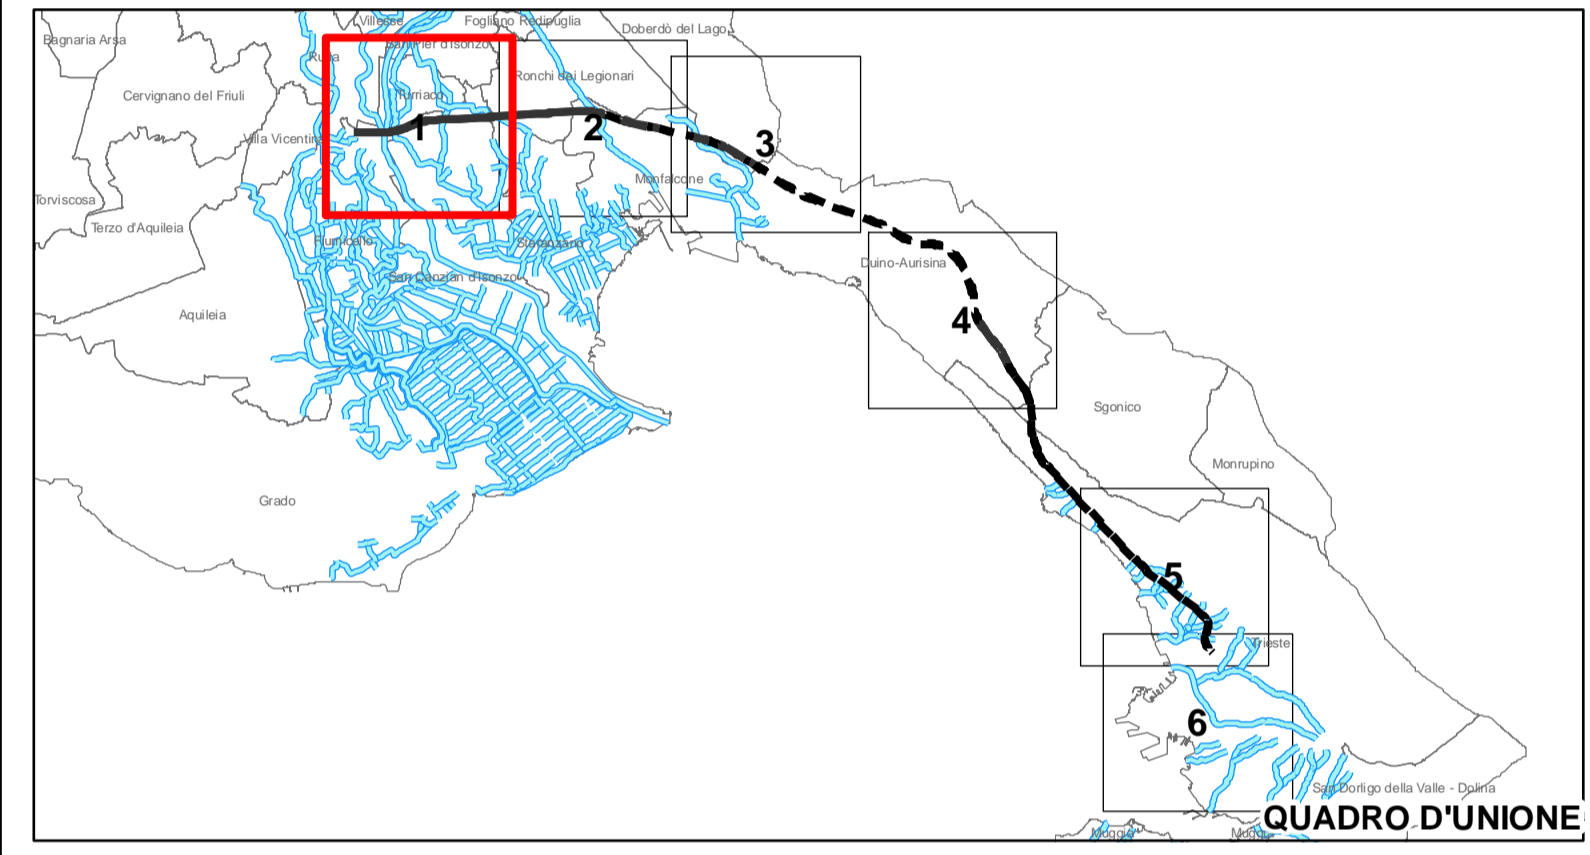 Villesse
Fogliano Redipuglia
Doberdò del Lago
Bagnaria Arsa
San Pier d'Isonzo
Ruda
Ronchi dei Legionari
Cervignano del Friuli
Turriaco
1
2
Villa Vicentina
3
Monfalcone
Torviscosa
Terzo d'Aquileia
Fiumicello
Staranzano
Duino-Aurisina
San Canzian d'Isonzo
Aquileia
4
Sgonico
Monrupino
Grado
5
Trieste
6
San Dorligo della Valle - Dolina
QUADRO D'UNIONE
Muggia
Muggia